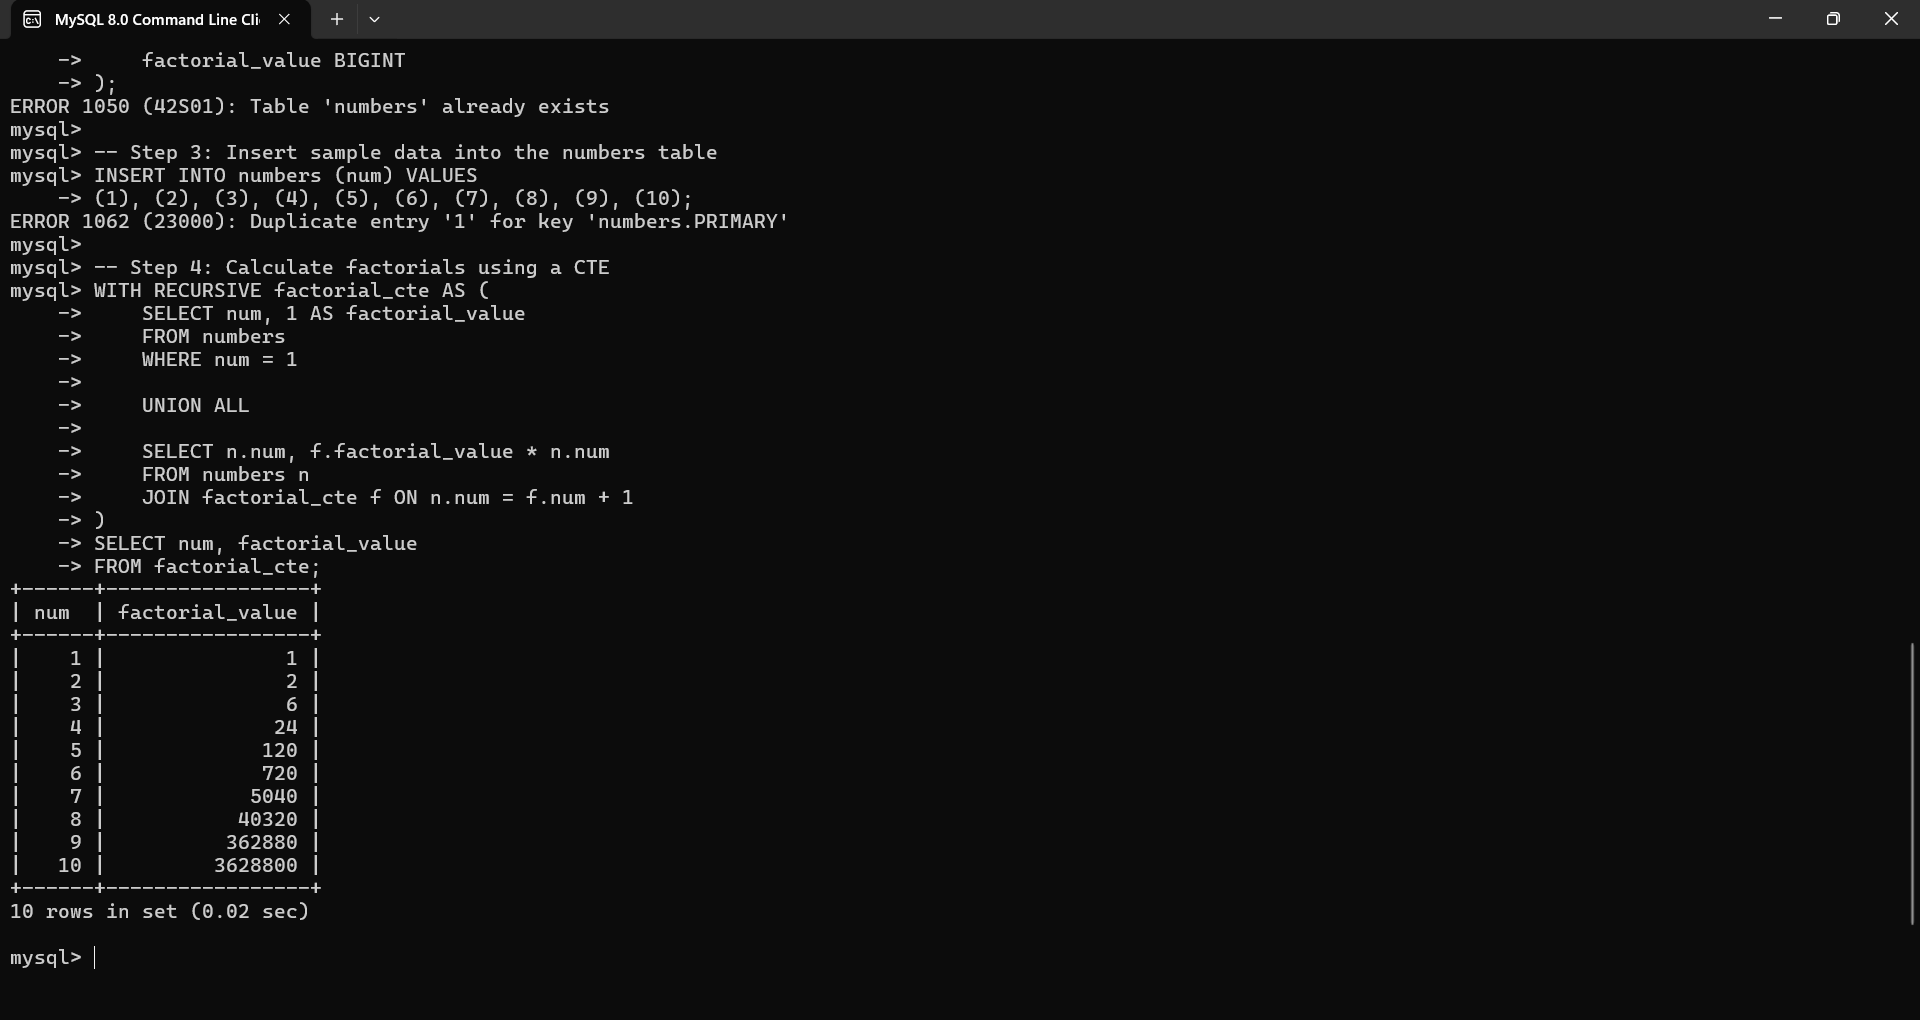 MySQL 8.0 Command Line Cli
    ->     factorial_value BIGINT
    -> );
ERROR 1050 (42S01): Table 'numbers' already exists
mysql>
mysql> -- Step 3: Insert sample data into the numbers table
mysql> INSERT INTO numbers (num) VALUES
    -> (1), (2), (3), (4), (5), (6), (7), (8), (9), (10);
ERROR 1062 (23000): Duplicate entry '1' for key 'numbers.PRIMARY'
mysql>
mysql> -- Step 4: Calculate factorials using a CTE
mysql> WITH RECURSIVE factorial_cte AS (
    ->     SELECT num, 1 AS factorial_value
    ->     FROM numbers
    ->     WHERE num = 1
    ->
    ->     UNION ALL
    ->
    ->     SELECT n.num, f.factorial_value * n.num
    ->     FROM numbers n
    ->     JOIN factorial_cte f ON n.num = f.num + 1
    -> )
    -> SELECT num, factorial_value
    -> FROM factorial_cte;
+------+-----------------+
| num  | factorial_value |
+------+-----------------+
|    1 |               1 |
|    2 |               2 |
|    3 |               6 |
|    4 |              24 |
|    5 |             120 |
|    6 |             720 |
|    7 |            5040 |
|    8 |           40320 |
|    9 |          362880 |
|   10 |         3628800 |
+------+-----------------+
10 rows in set (0.02 sec)
mysql>